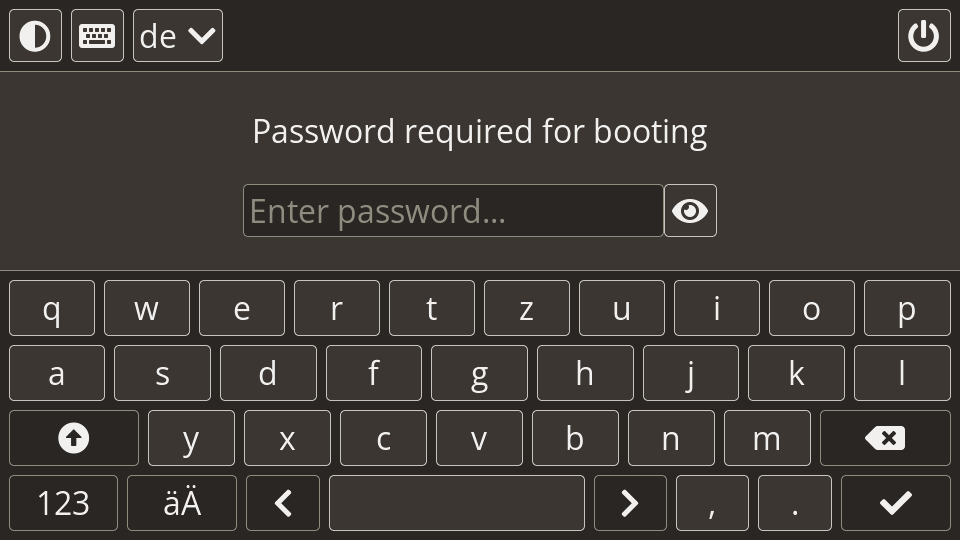 de
Password required for booting
Enter password...
q w e r t z u i o p
a s d f g h j k l
y x c v b n m
123 äÄ , .